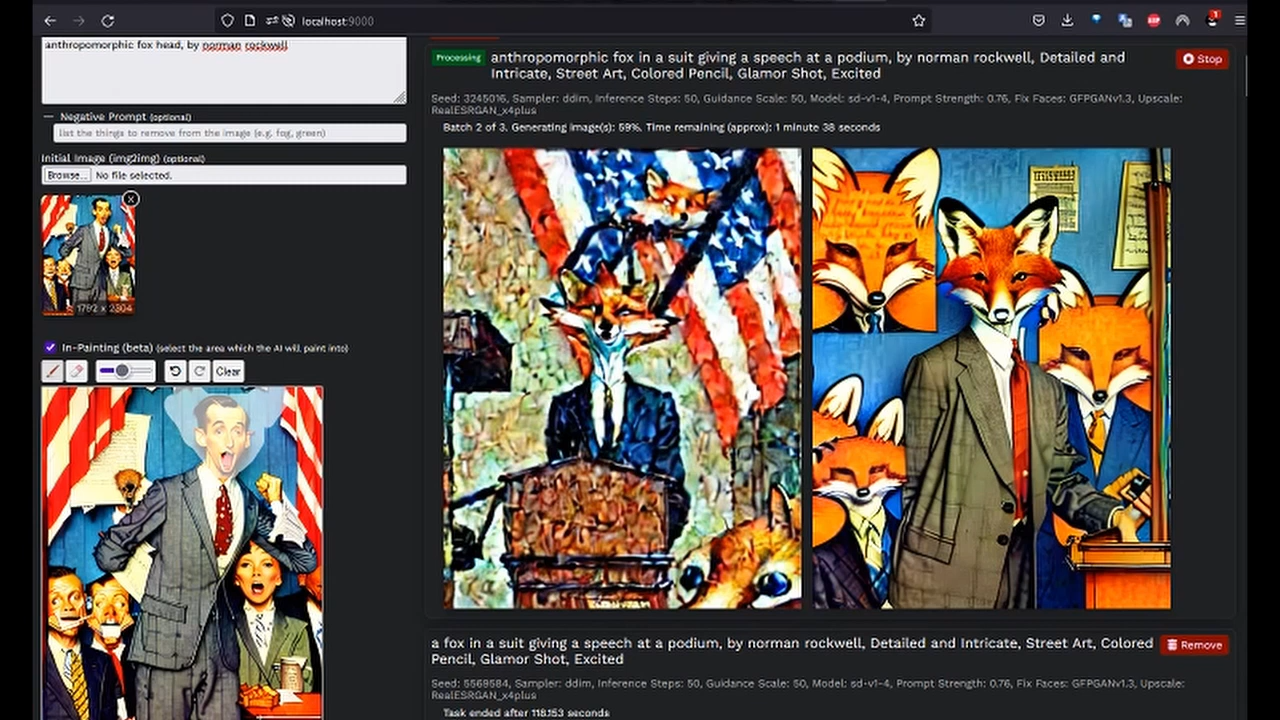 localhost:9000
1
anthropomorphic fox head, by norman rockwell
Negative Prompt (optional)
list the things to remove from the image (e.g. fog, green)
Initial Image (img2img) (optional)
Browse... No file selected.
1792 x 2304
In-Painting (beta) (select the area which the AI will paint into)
Clear
Processing anthropomorphic fox in a suit giving a speech at a podium, by norman rockwell, Detailed and
Intricate, Street Art, Colored Pencil, Glamor Shot, Excited
Stop
Seed: 3245016, Sampler: ddim, Inference Steps: 50, Guidance Scale: 50, Model: sd-v1-4, Prompt Strength: 0.76, Fix Faces: GFPGANv1.3, Upscale:
RealESRGAN_x4plus
Batch 2 of 3. Generating image(s): 59%. Time remaining (approx): 1 minute 38 seconds
a fox in a suit giving a speech at a podium, by norman rockwell, Detailed and Intricate, Street Art, Colored
Pencil, Glamor Shot, Excited
Remove
Seed: 5569584, Sampler: ddim, Inference Steps: 50, Guidance Scale: 50, Model: sd-v1-4, Prompt Strength: 0.76, Fix Faces: GFPGANv1.3, Upscale:
RealESRGAN_x4plus
Task ended after 118.153 seconds